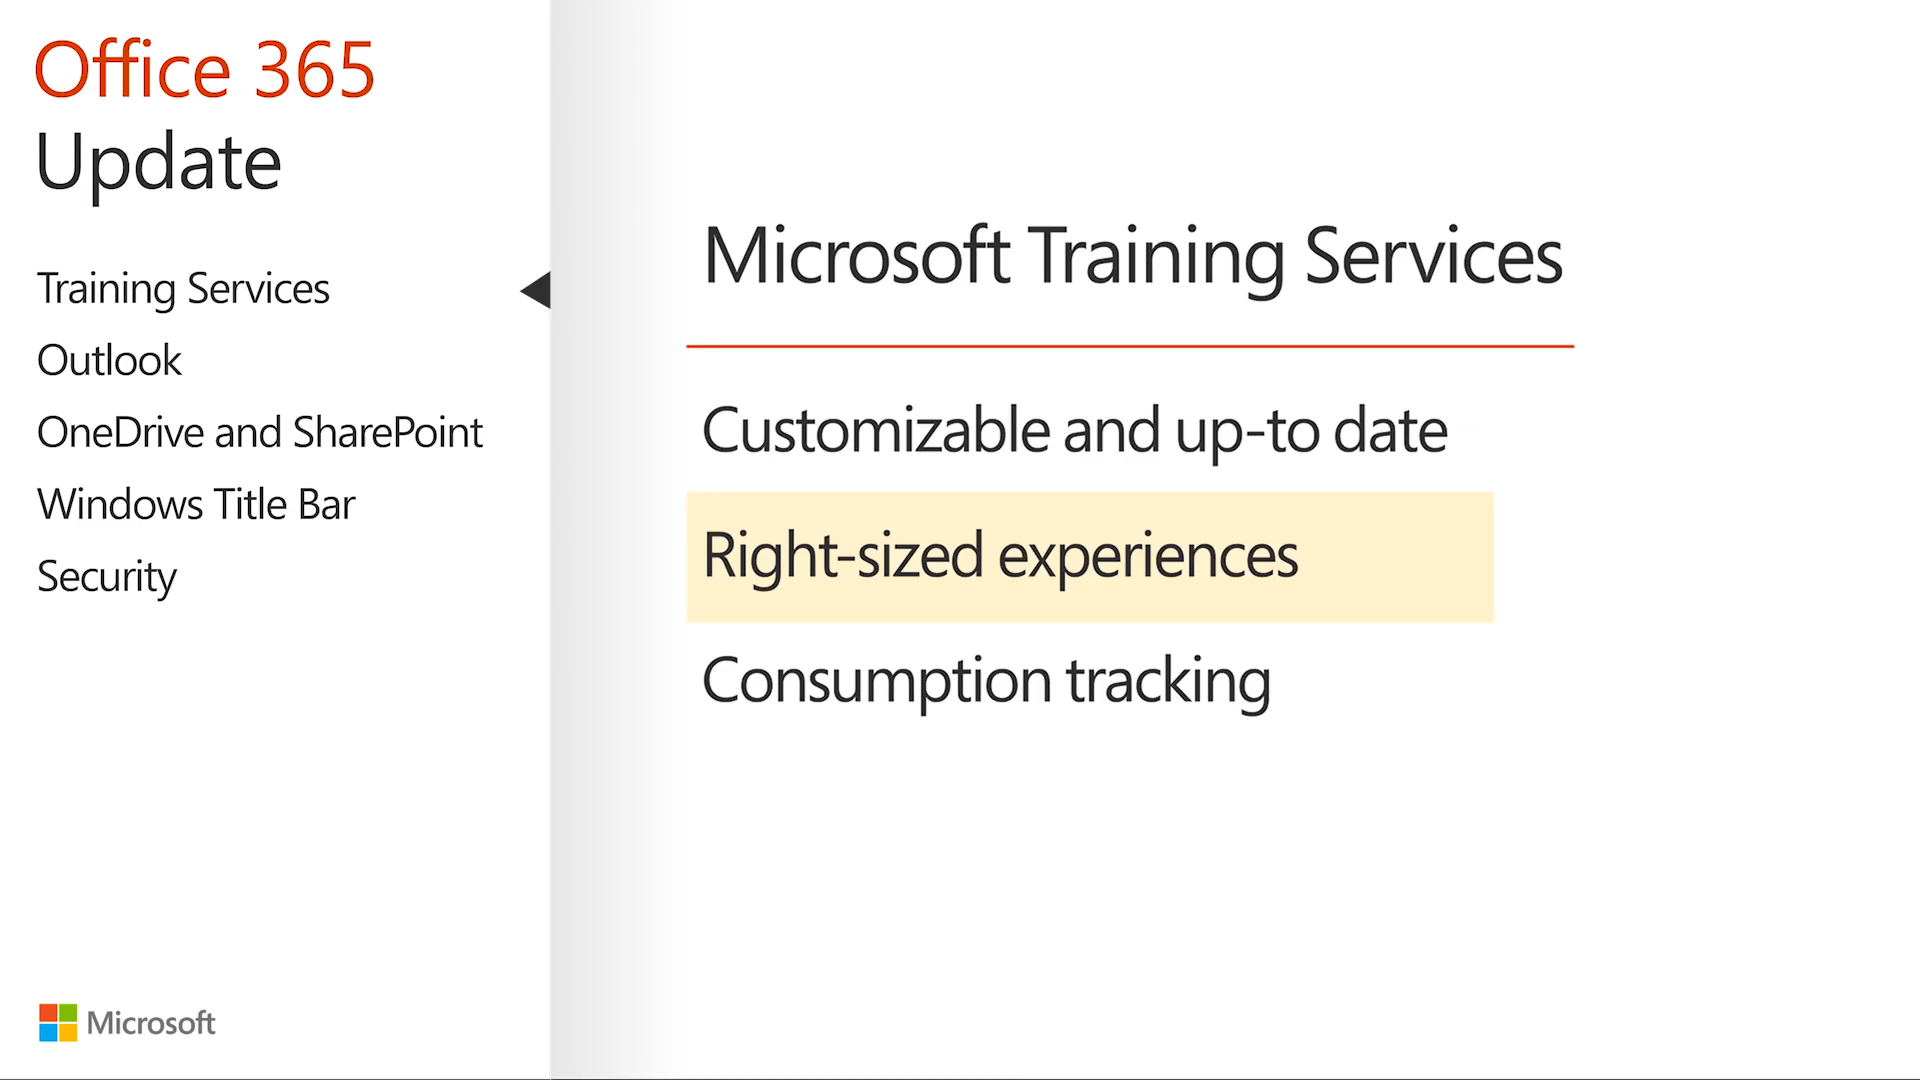 Office 365
Update
Training Services
Outlook
OneDrive and SharePoint
Windows Title Bar
Security
Microsoft
Microsoft Training Services
Customizable and up-to date
Right-sized experiences
Consumption tracking